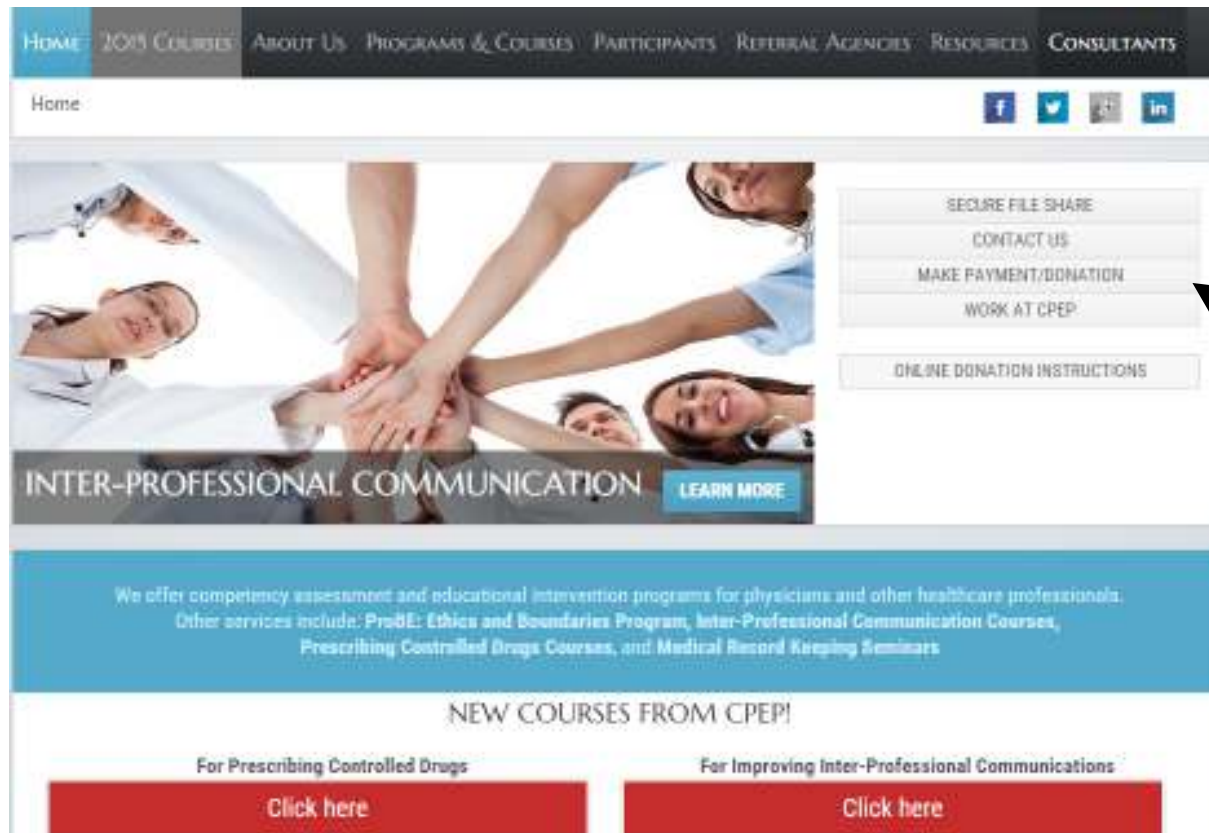 HOME 2015 COURSES ABOUT US PROGRAMS & COURSES PARTICIPANTS REFERRAL AGENCIES RESOURCES CONSULTANTS
Home
f in
SECURE FILE SHARE
CONTACT US
MAKE PAYMENT/DONATION
WORK AT CPEP
ONLINE DONATION INSTRUCTIONS
INTER-PROFESSIONAL COMMUNICATION LEARN MORE
We offer competency assessment and educational intervention programs for physicians and other healthcare professionals.
Other services include: ProBE: Ethics and Boundaries Program, Inter-Professional Communication Courses,
Prescribing Controlled Drugs Courses, and Medical Record Keeping Seminars
NEW COURSES FROM CPEP!
For Prescribing Controlled Drugs For Improving Inter-Professional Communications
Click here Click here